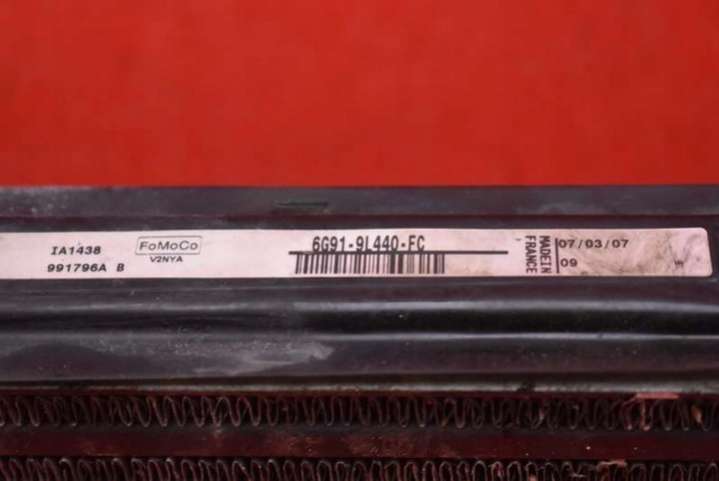 IA1438
991796A B
FoMoCo
V2NYA
6G91-9L440-FC
MADE IN
FRANCE
07/03/07
09